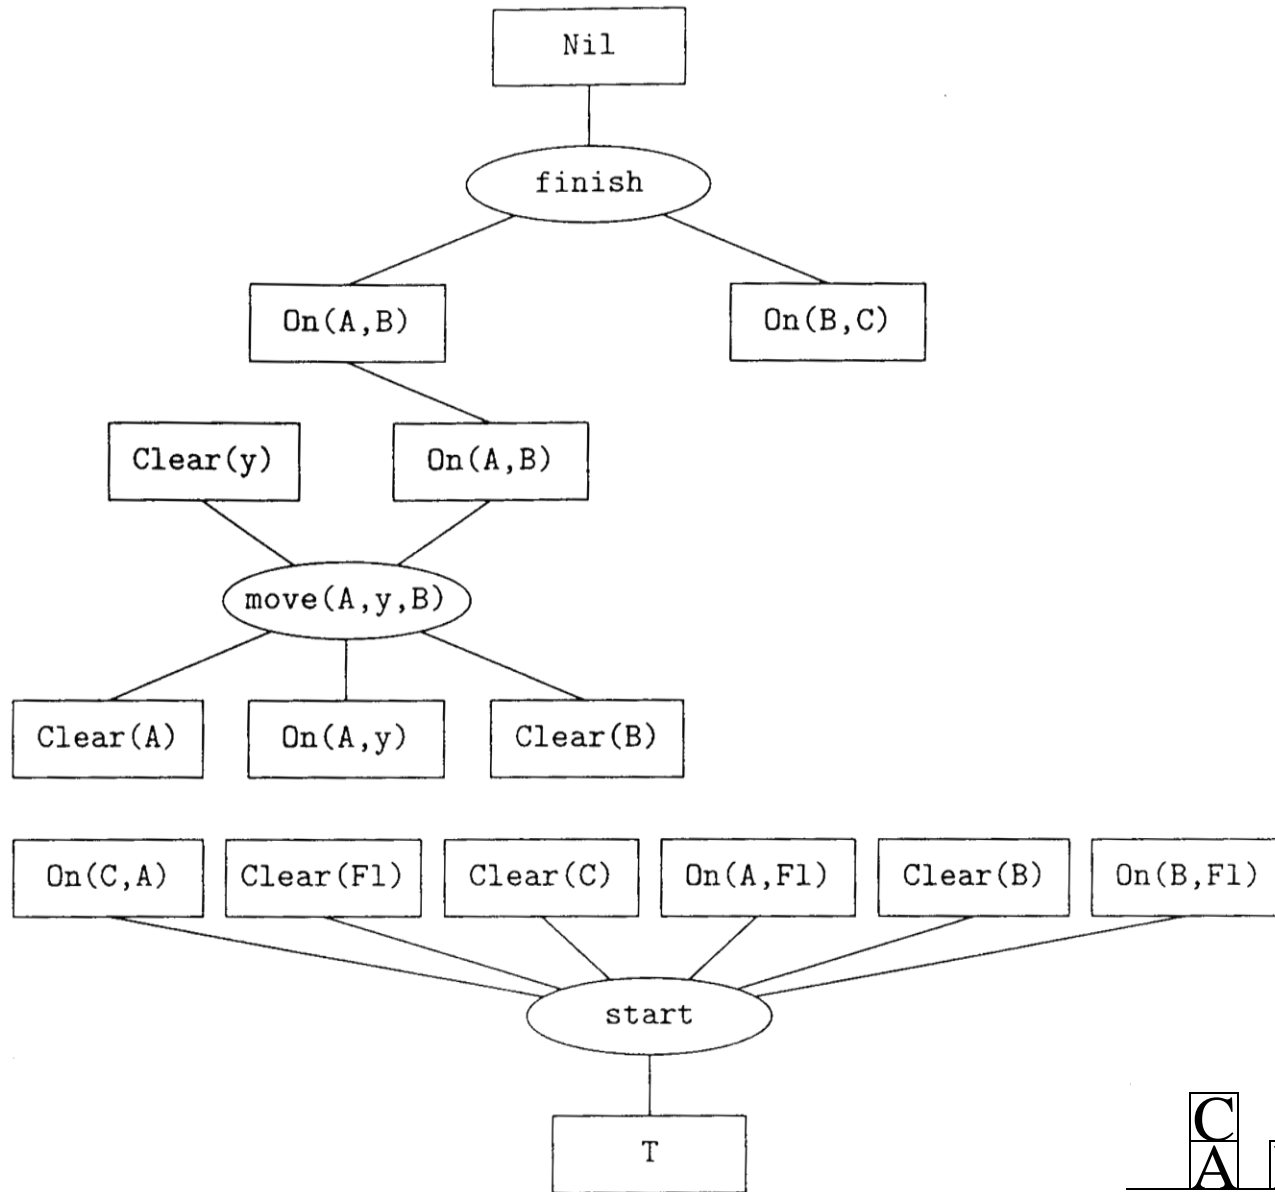 Nil
finish
On(A,B)
On(B,C)
Clear(y)
On(A,B)
move(A,y,B)
Clear(A)
On(A,y)
Clear(B)
On(C,A)
Clear(Fl)
Clear(C)
On(A,Fl)
Clear(B)
On(B,Fl)
start
T
C
A